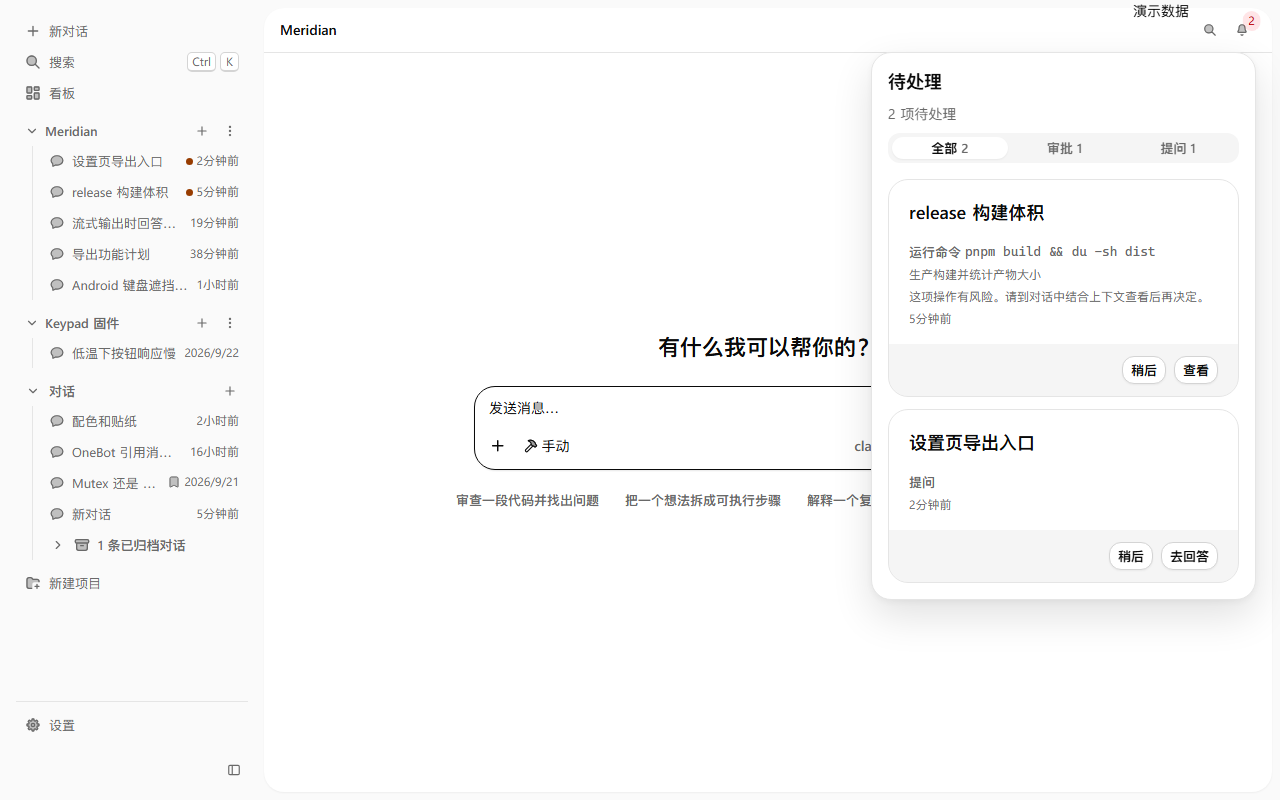 新对话
搜索 Ctrl K
看板
Meridian
设置页导出入口 2分钟前
release 构建体积 5分钟前
流式输出时回答… 19分钟前
导出功能计划 38分钟前
Android 键盘遮挡… 1小时前
Keypad 固件
低温下按钮响应慢 2026/9/22
对话
配色和贴纸 2小时前
OneBot 引用消… 16小时前
Mutex 还是 … 2026/9/21
新对话 5分钟前
1 条已归档对话
新建项目
设置
Meridian
演示数据
2
有什么我可以帮你的?
发送消息…
手动 cla
审查一段代码并找出问题 把一个想法拆成可执行步骤 解释一个复
待处理
2 项待处理
全部 2 审批 1 提问 1
release 构建体积
运行命令 pnpm build && du -sh dist
生产构建并统计产物大小
这项操作有风险。请到对话中结合上下文查看后再决定。
5分钟前
稍后 查看
设置页导出入口
提问
2分钟前
稍后 去回答